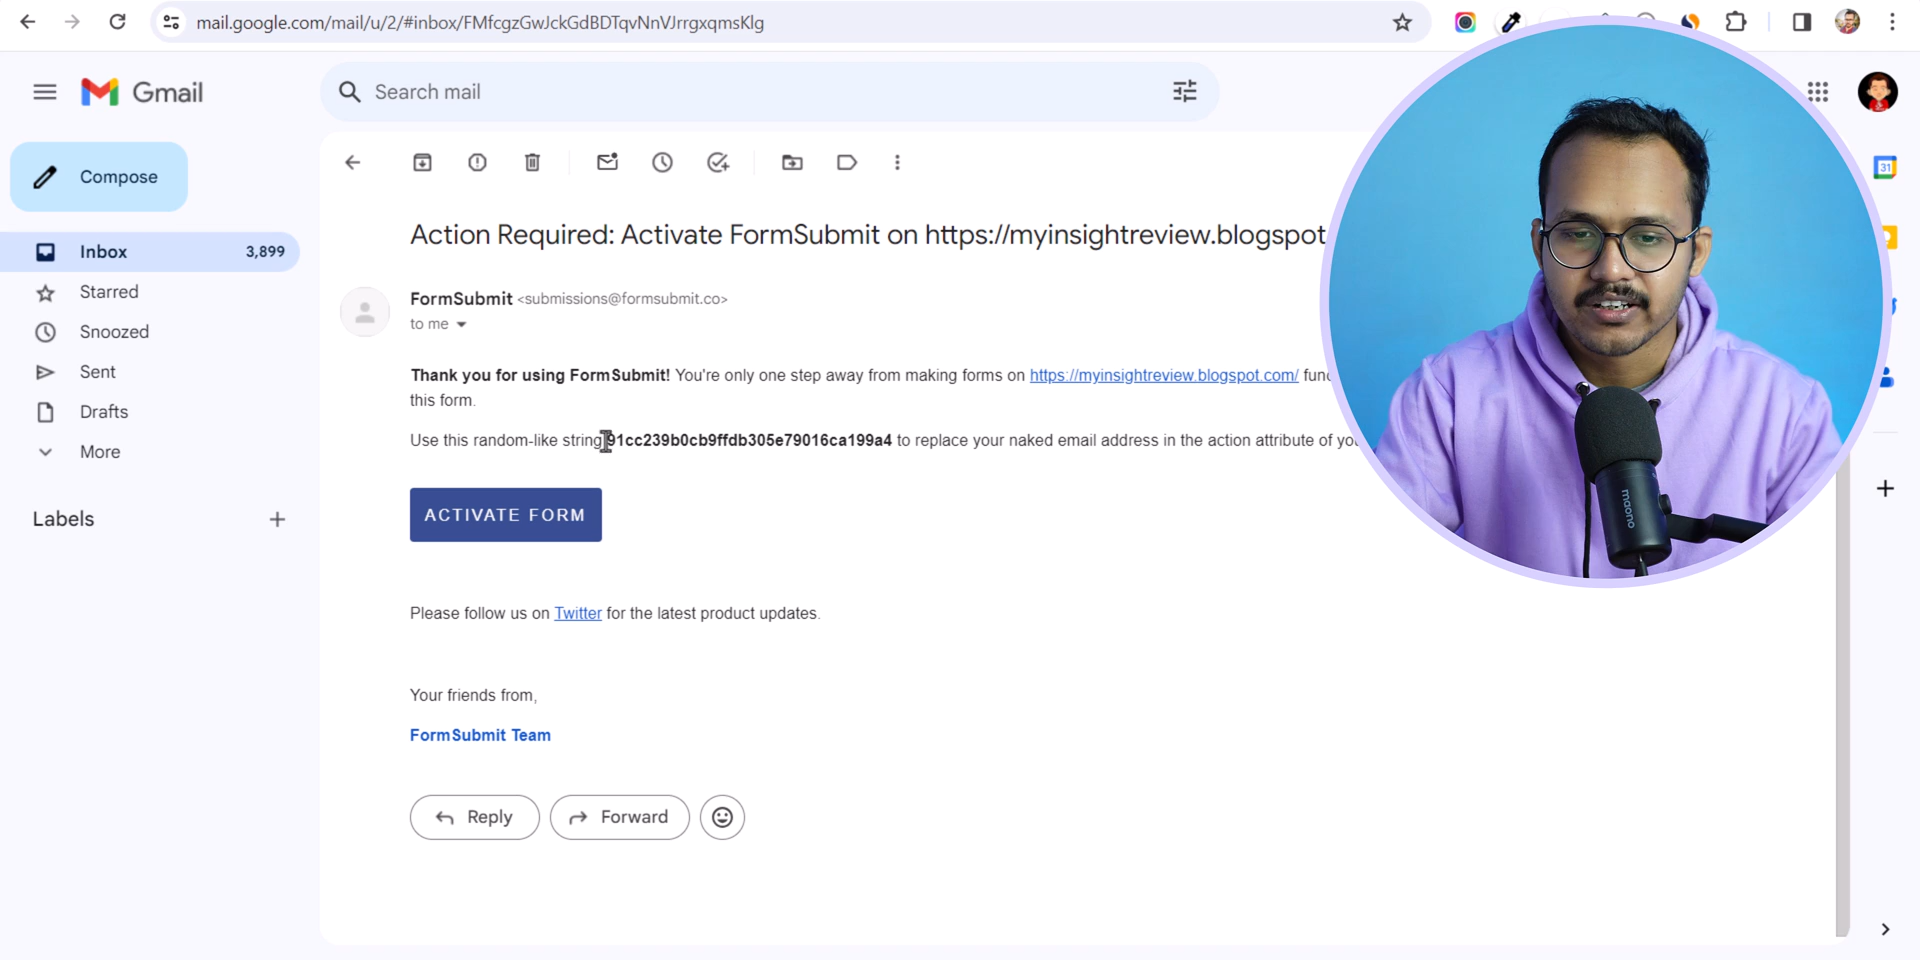 mail.google.com/mail/u/2/#inbox/FMfcgzGwJckGdBDTqvNnVJrrgxqmsKlg
Gmail
Search mail
31
Compose
Action Required: Activate FormSubmit on https://myinsightreview.blogspot
Inbox 3,899
Starred
Snoozed
Sent
Drafts
More
Labels
FormSubmit <submissions@formsubmit.co>
to me
Thank you for using FormSubmit! You're only one step away from making forms on https://myinsightreview.blogspot.com/ func
this form.
Use this random-like string 91cc239b0cb9ffdb305e79016ca199a4 to replace your naked email address in the action attribute of you
ACTIVATE FORM
maono
Please follow us on Twitter for the latest product updates.
Your friends from,
FormSubmit Team
Reply
Forward